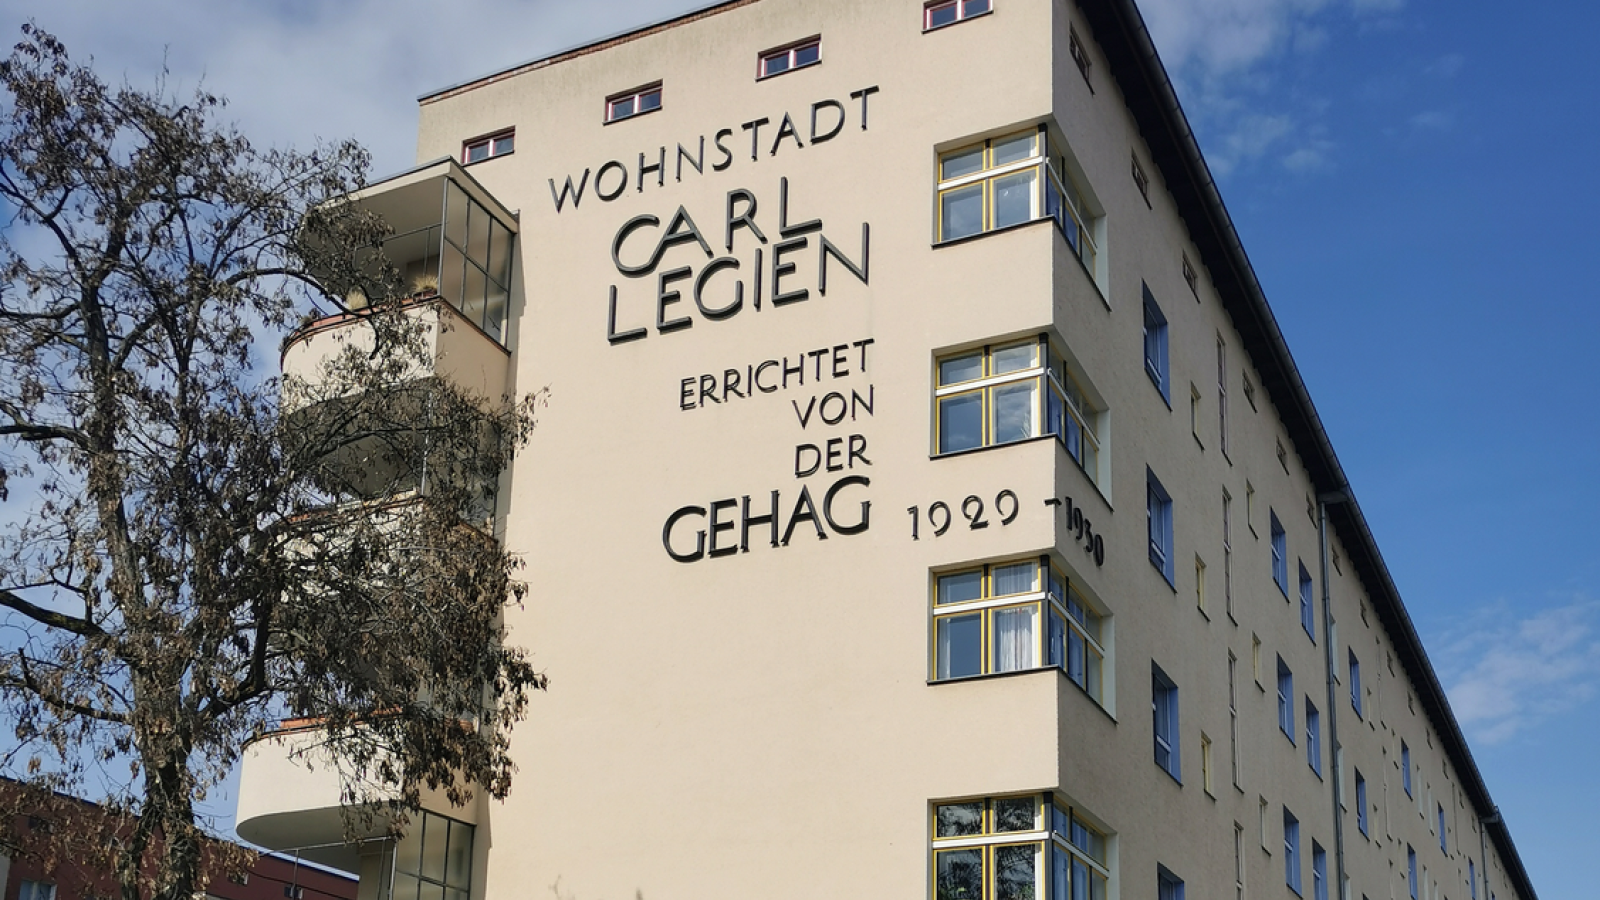 WOHNSTADT
CARL
LEGIEN
ERRICHTET
VON
DER
GEHAG 1929-1930